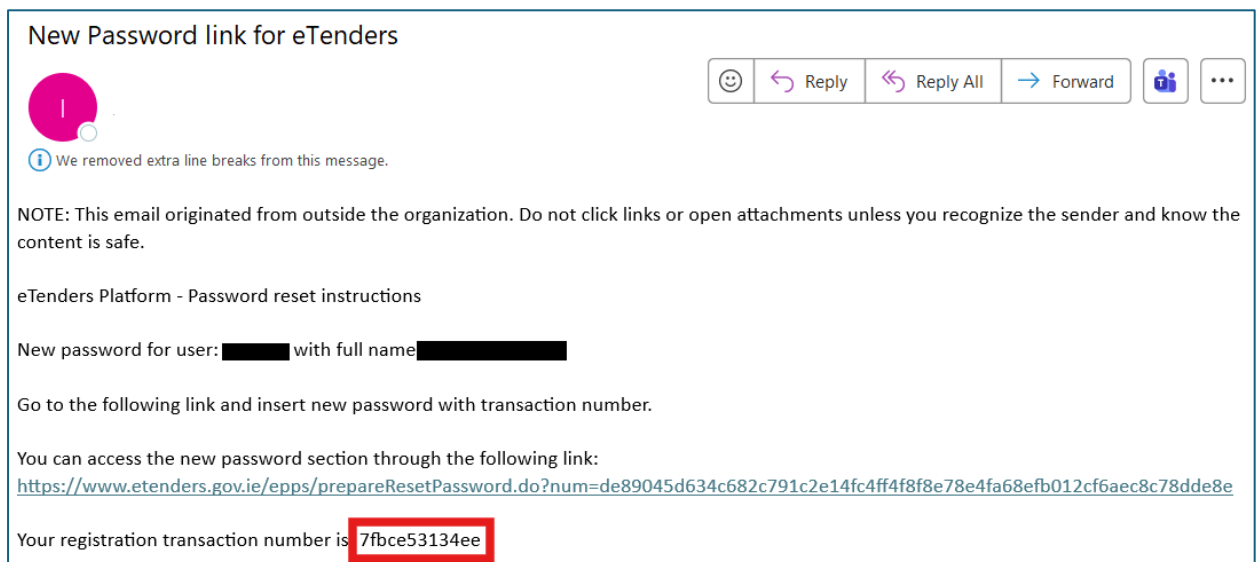 New Password link for eTenders
Reply
Reply All
Forward
I
We removed extra line breaks from this message.
NOTE: This email originated from outside the organization. Do not click links or open attachments unless you recognize the sender and know the
content is safe.
eTenders Platform - Password reset instructions
New password for user: with full name
Go to the following link and insert new password with transaction number.
You can access the new password section through the following link:
https://www.etenders.gov.ie/epps/prepareResetPassword.do?num=de89045d634c682c791c2e14fc4ff4f8f8e78e4fa68efb012cf6aec8c78dde8e
Your registration transaction number is 7fbce53134ee